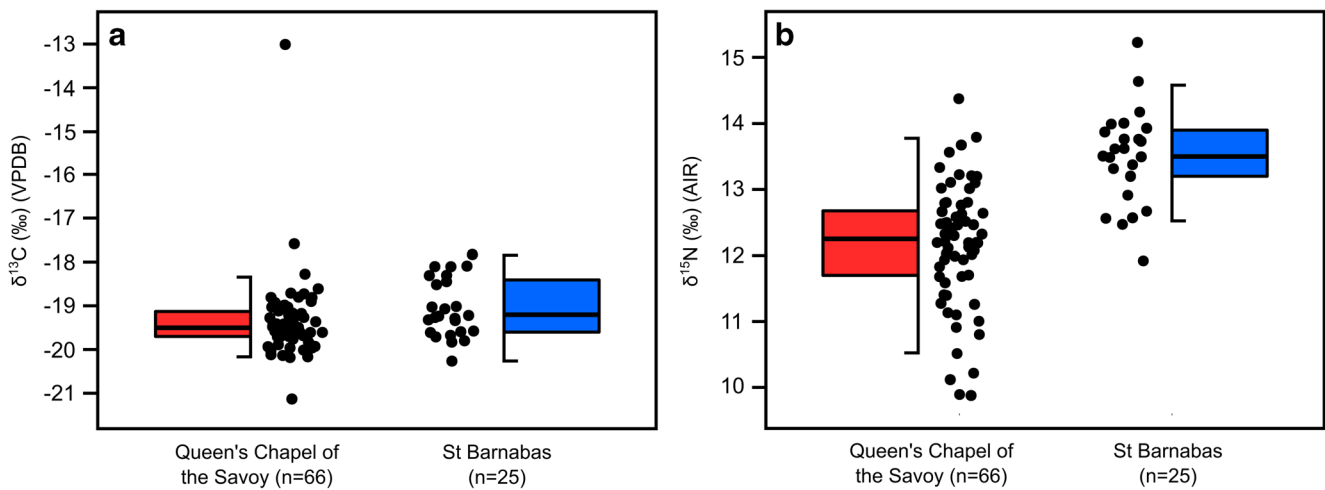 a
-13
-14
-15
-16
-17
-18
-19
-20
-21
δ¹³C (‰) (VPDB)
Queen's Chapel of
the Savoy (n=66)
St Barnabas
(n=25)
b
15
14
13
12
11
10
δ¹⁵N (‰) (AIR)
Queen's Chapel of
the Savoy (n=66)
St Barnabas
(n=25)